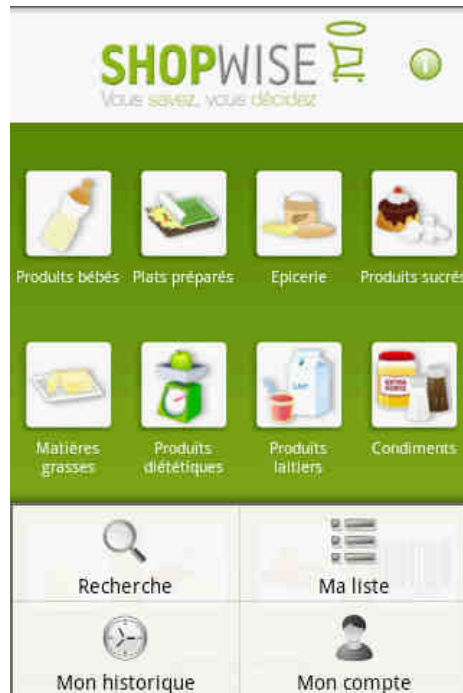 SHOPWISE
Vous savez, vous décidez
Produits bébés
Plats préparés
Epicerie
Produits sucrés
Matières
grasses
Produits
diététiques
Produits
laitiers
Condiments
Recherche
Ma liste
Mon historique
Mon compte